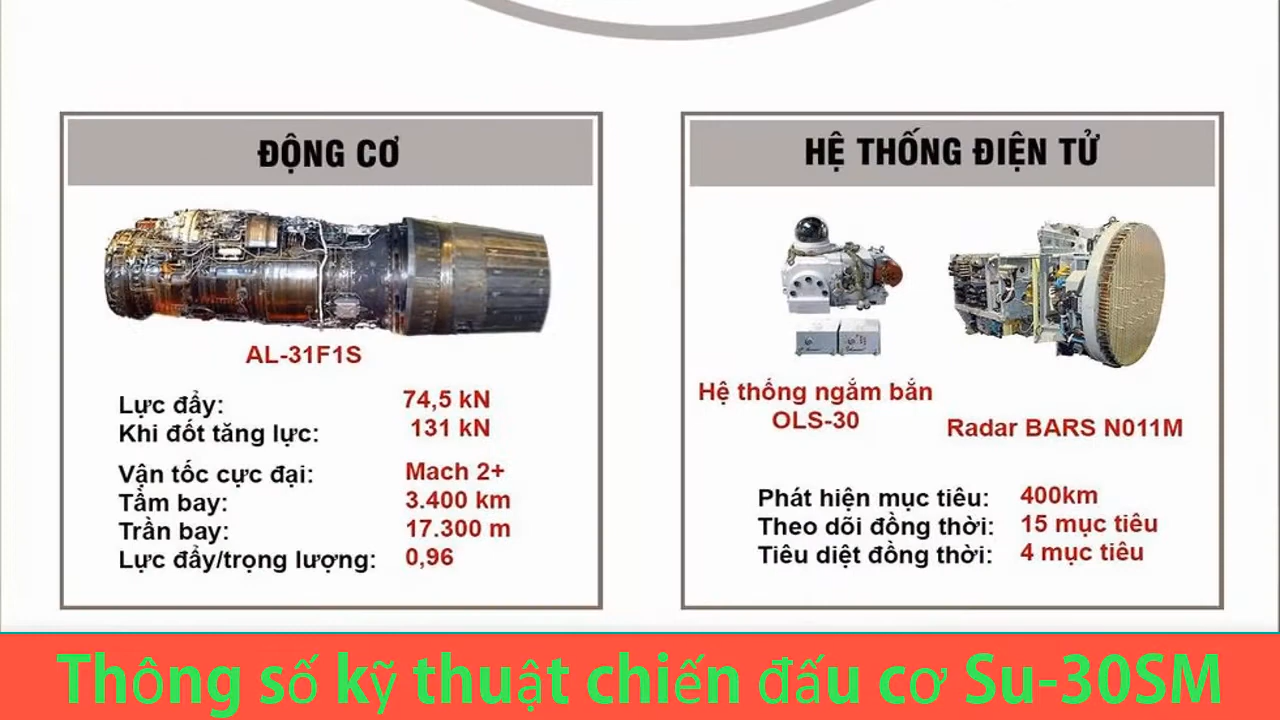 ĐỘNG CƠ
AL-31F1S
Lực đẩy: 74,5 kN
Khi đốt tăng lực: 131 kN
Vận tốc cực đại: Mach 2+
Tầm bay: 3.400 km
Trần bay: 17.300 m
Lực đẩy/trọng lượng: 0,96
HỆ THỐNG ĐIỆN TỬ
Hệ thống ngắm bắn
OLS-30
Radar BARS N011M
Phát hiện mục tiêu: 400km
Theo dõi đồng thời: 15 mục tiêu
Tiêu diệt đồng thời: 4 mục tiêu
Thông số kỹ thuật chiến đấu cơ Su-30SM